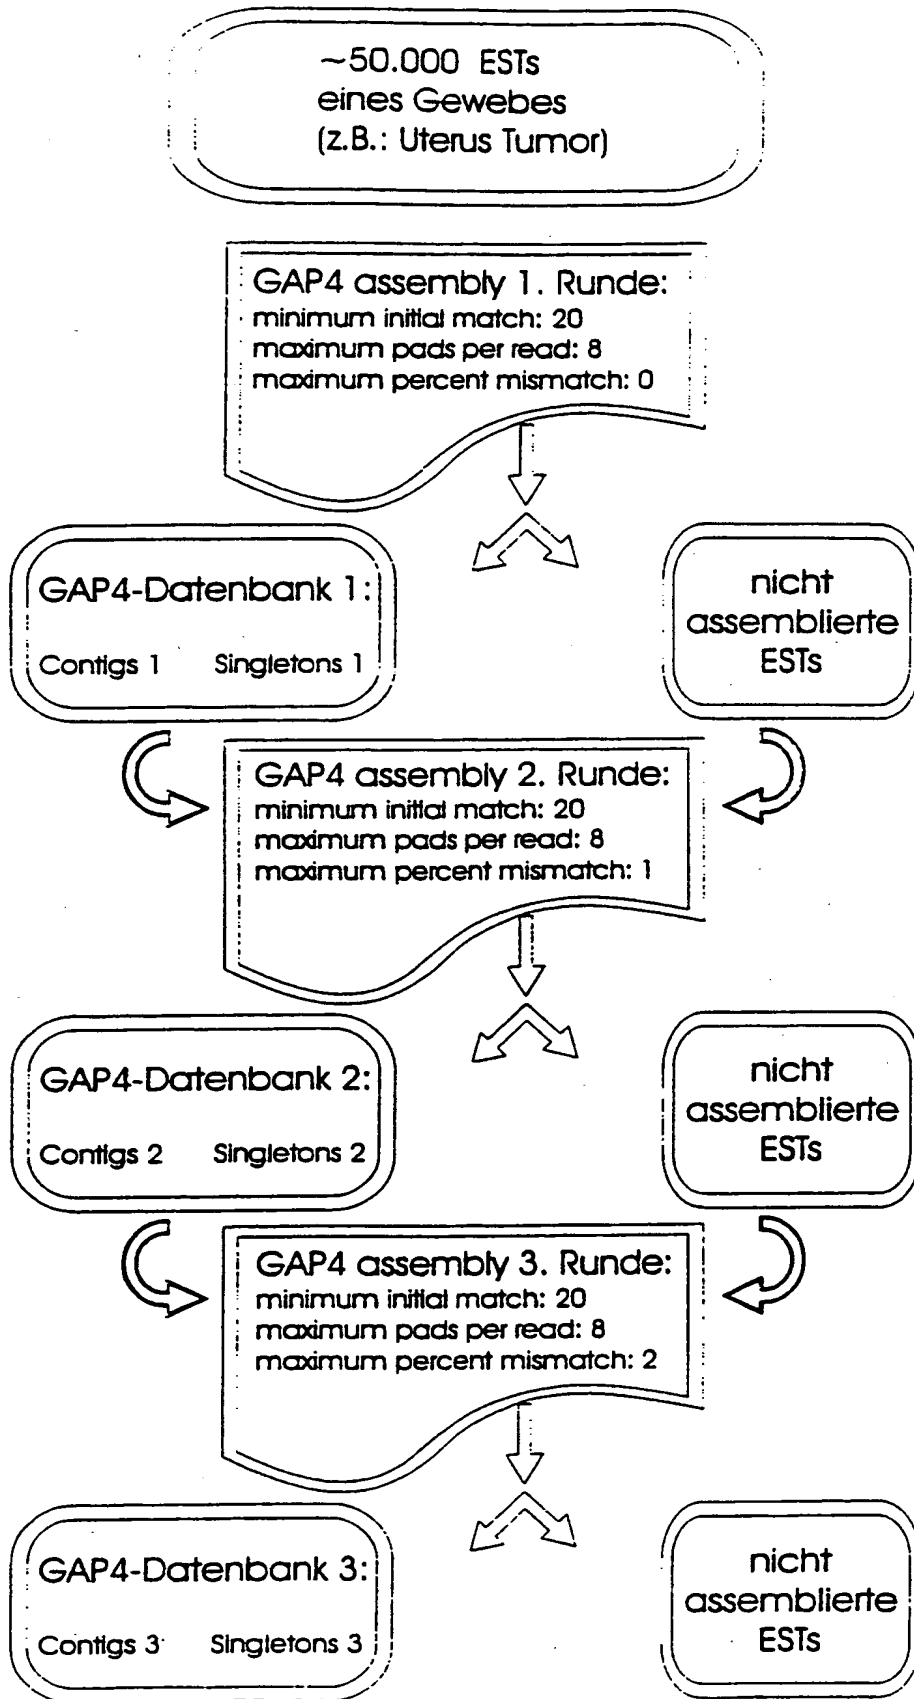 ~50.000 ESTs
eines Gewebes
(z.B.: Uterus Tumor)
GAP4 assembly 1. Runde:
minimum initial match: 20
maximum pads per read: 8
maximum percent mismatch: 0
GAP4-Datenbank 1:
Contigs 1 Singletons 1
nicht
assemblierte
ESTs
GAP4 assembly 2. Runde:
minimum initial match: 20
maximum pads per read: 8
maximum percent mismatch: 1
GAP4-Datenbank 2:
Contigs 2 Singletons 2
nicht
assemblierte
ESTs
GAP4 assembly 3. Runde:
minimum initial match: 20
maximum pads per read: 8
maximum percent mismatch: 2
GAP4-Datenbank 3:
Contigs 3 Singletons 3
nicht
assemblierte
ESTs